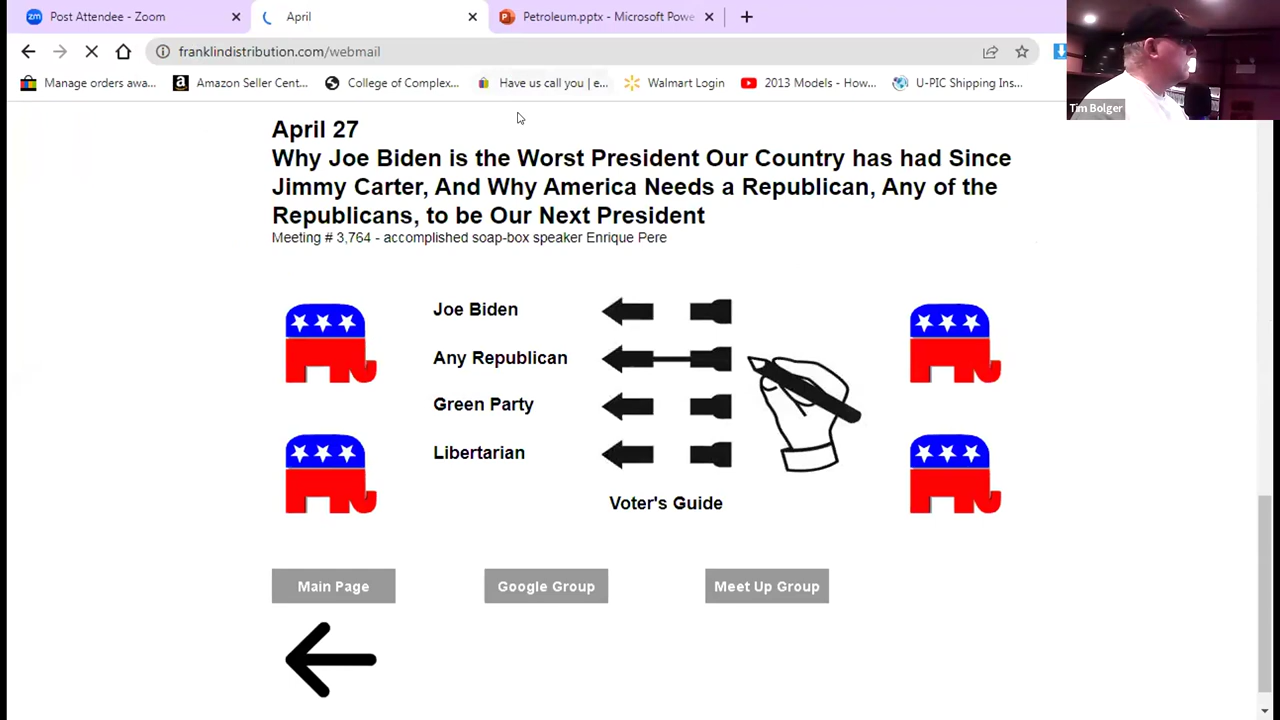 Post Attendee - Zoom
April
Petroleum.pptx - Microsoft Powe
franklindistribution.com/webmail
Manage orders awa...
Amazon Seller Cent...
College of Complex...
Have us call you | e...
Walmart Login
2013 Models - How...
U-PIC Shipping Ins...
Tim Bolger
April 27
Why Joe Biden is the Worst President Our Country has had Since
Jimmy Carter, And Why America Needs a Republican, Any of the
Republicans, to be Our Next President
Meeting # 3,764 - accomplished soap-box speaker Enrique Pere
Joe Biden
Any Republican
Green Party
Libertarian
Voter's Guide
Main Page
Google Group
Meet Up Group